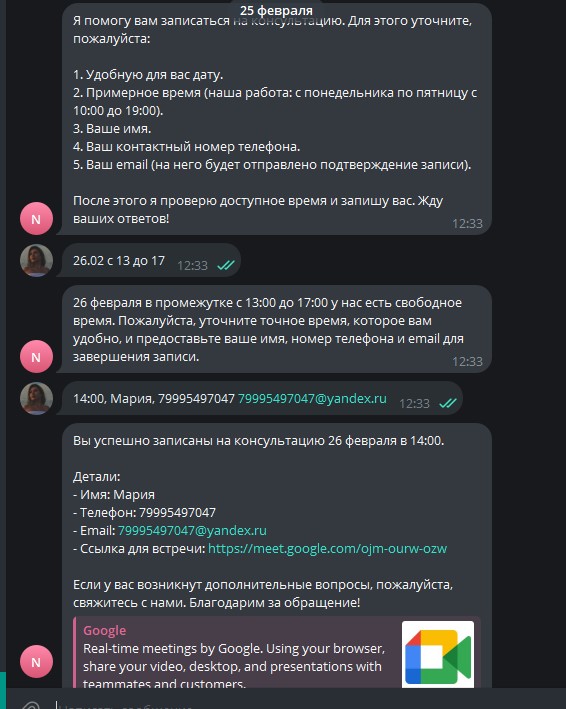 25 февраля
Я помогу вам записаться на консультацию. Для этого уточните,
пожалуйста:
1. Удобную для вас дату.
2. Примерное время (наша работа: с понедельника по пятницу с
10:00 до 19:00).
3. Ваше имя.
4. Ваш контактный номер телефона.
5. Ваш email (на него будет отправлено подтверждение записи).
После этого я проверю доступное время и запишу вас. Жду
ваших ответов!
12:33
N
26.02 с 13 до 17 12:33
26 февраля в промежутке с 13:00 до 17:00 у нас есть свободное
время. Пожалуйста, уточните точное время, которое вам
удобно, и предоставьте ваше имя, номер телефона и email для
завершения записи.
12:33
N
14:00, Мария, 79995497047 79995497047@yandex.ru 12:33
Вы успешно записаны на консультацию 26 февраля в 14:00.
Детали:
- Имя: Мария
- Телефон: 79995497047
- Email: 79995497047@yandex.ru
- Ссылка для встречи: https://meet.google.com/ojm-ourw-ozw
Если у вас возникнут дополнительные вопросы, пожалуйста,
свяжитесь с нами. Благодарим за обращение!
Google
Real-time meetings by Google. Using your browser,
share your video, desktop, and presentations with
teammates and customers.
N